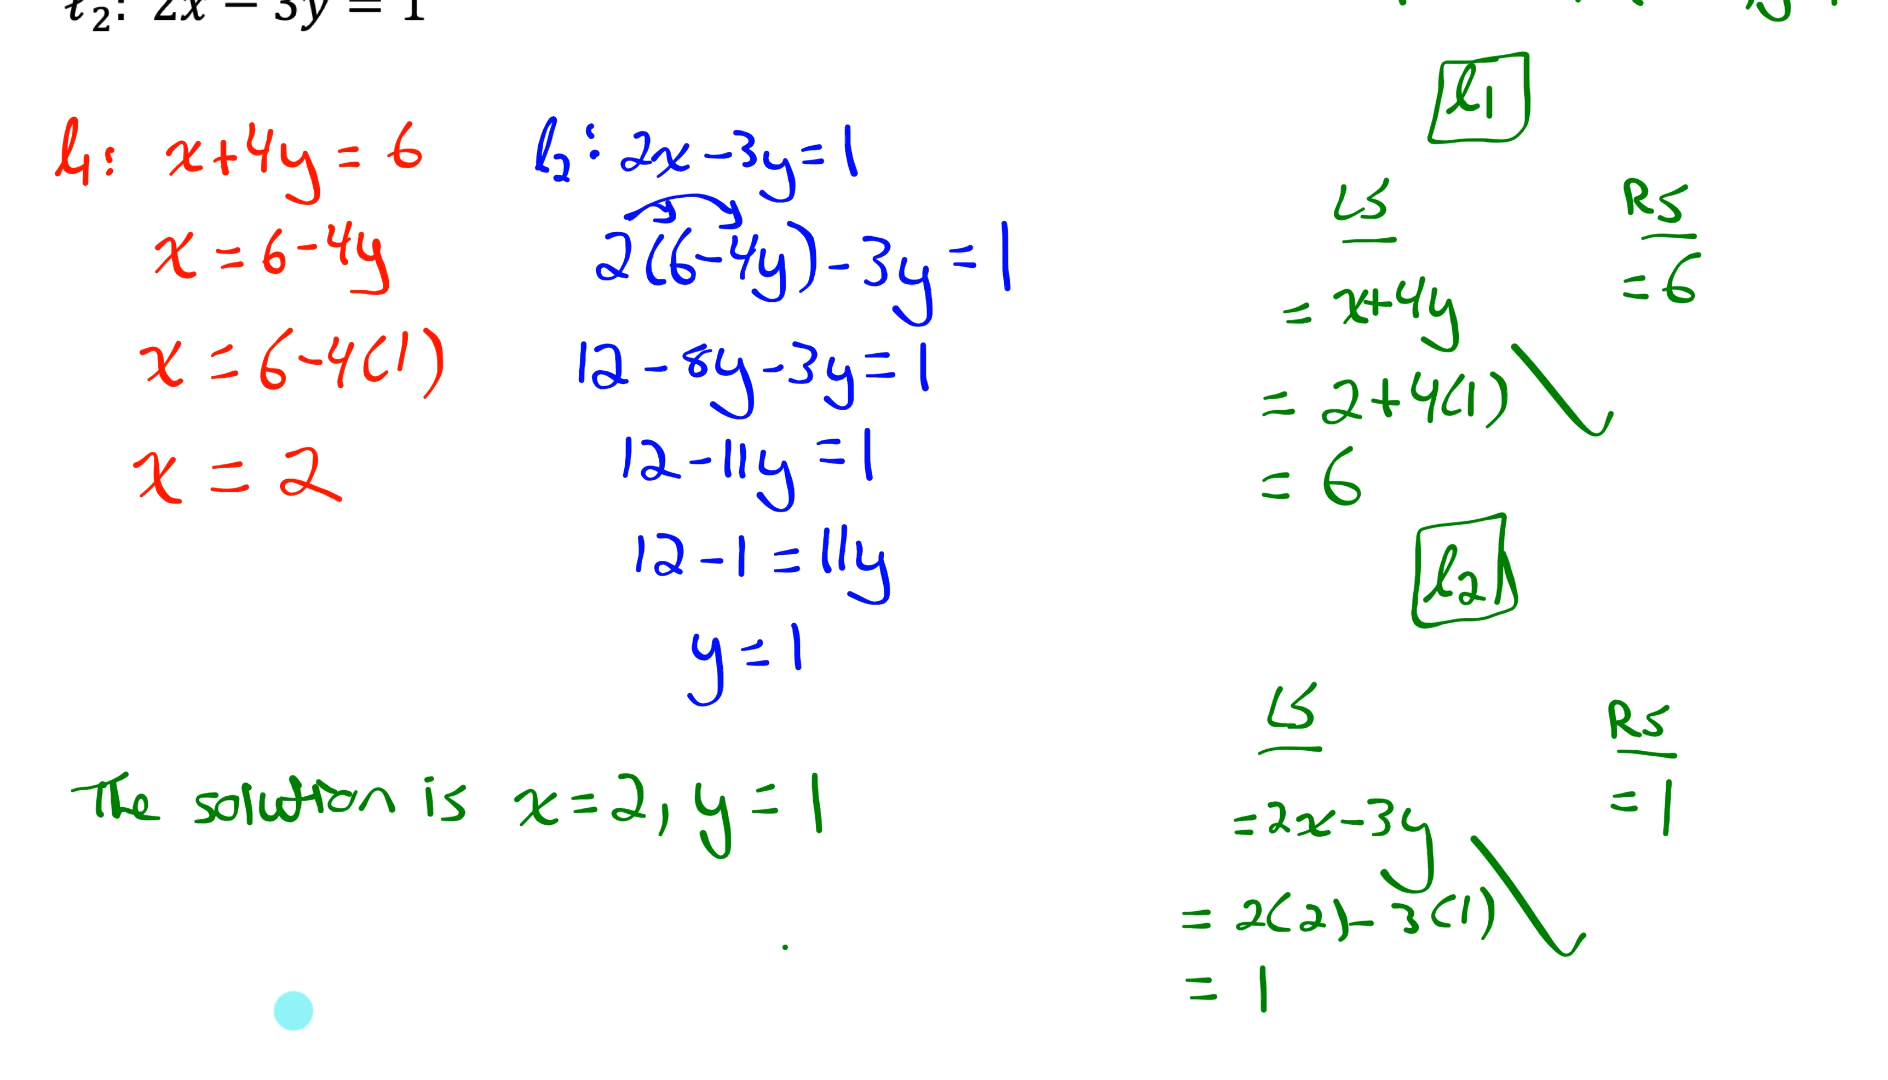 ℓ₂: 2x − 3y = 1
l₁: x+4y = 6
x = 6-4y
x = 6-4(1)
x = 2
l₂: 2x-3y=1
2(6-4y)-3y=1
12-8y-3y=1
12-11y=1
12-1=11y
y=1
The solution is x=2, y=1
l₁
LS RS
= x+4y =6
= 2+4(1)
= 6
l₂
LS RS
=2x-3y =1
= 2(2)-3(1)
= 1